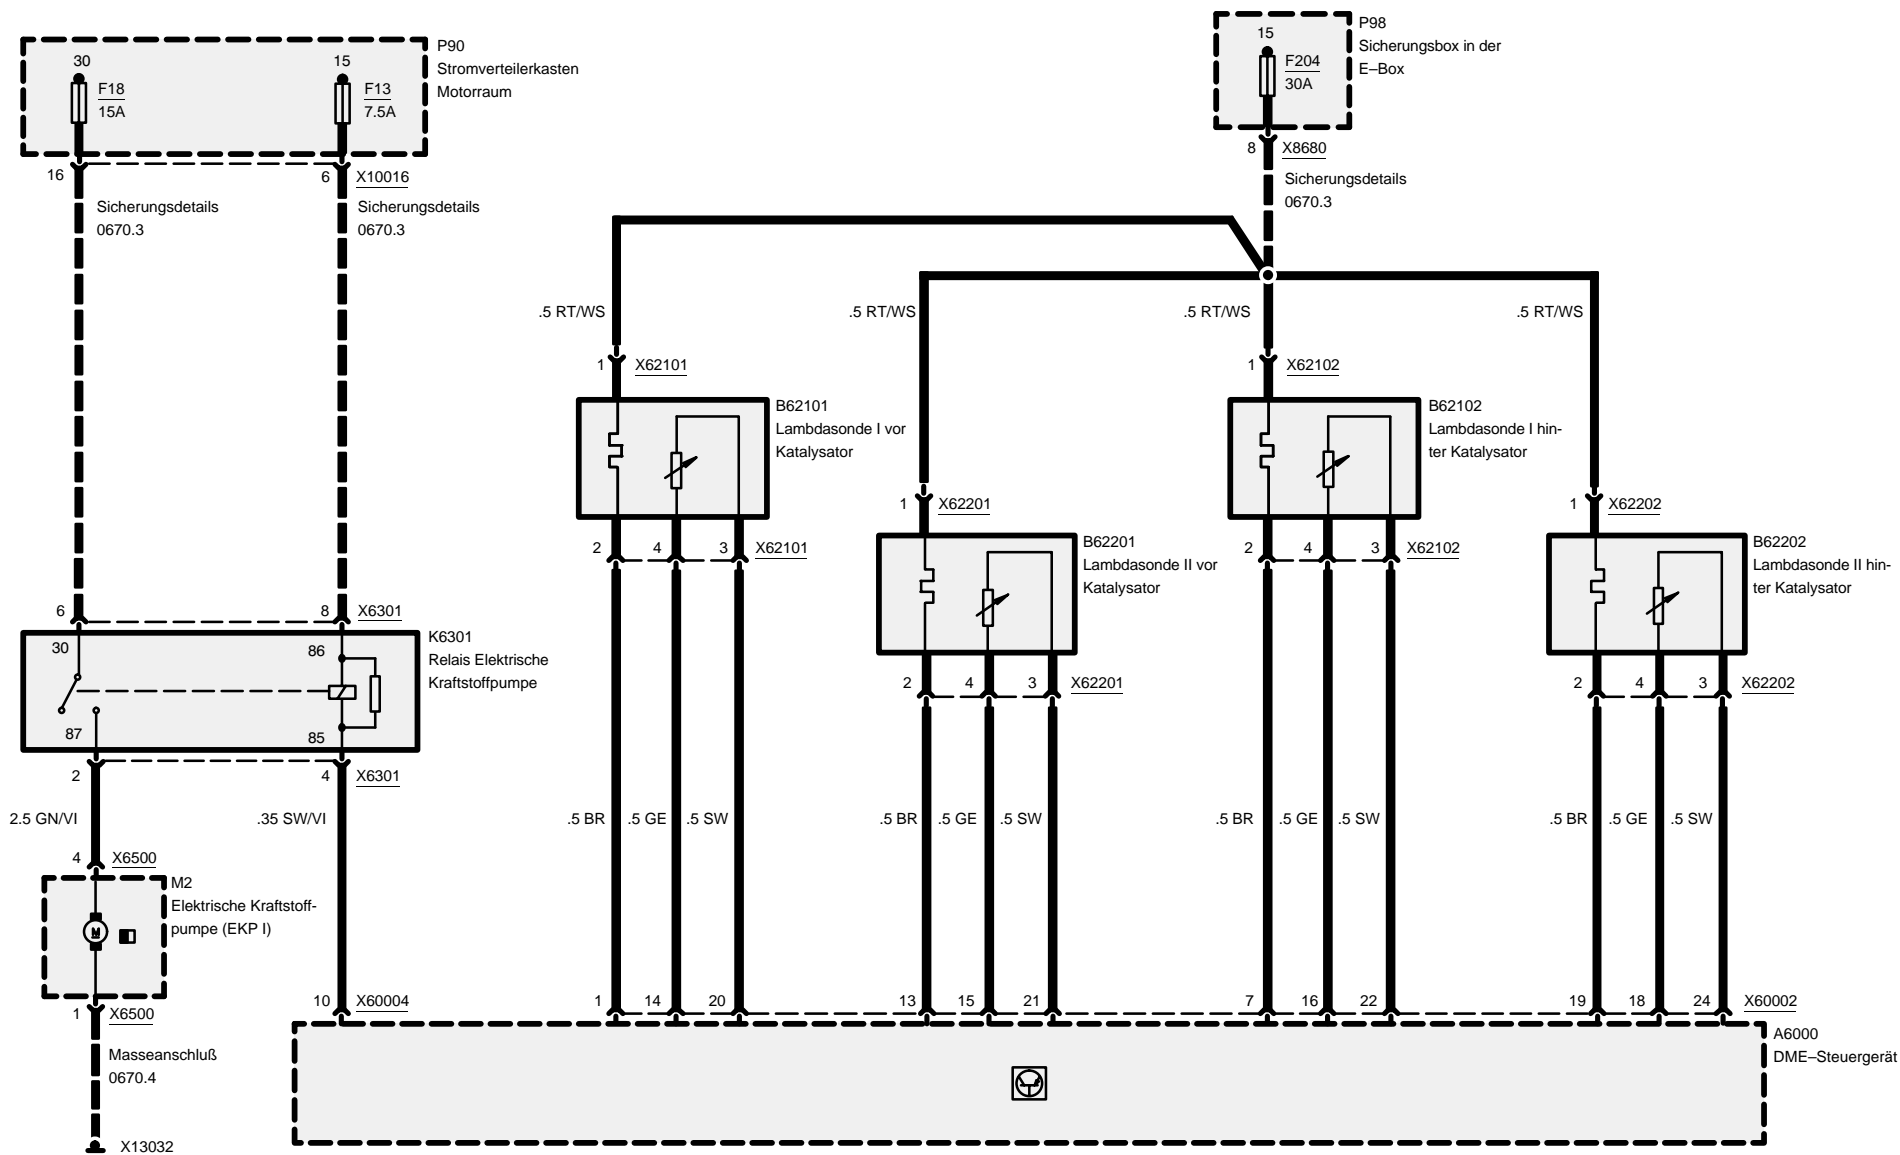 P90
Stromverteilerkasten
Motorraum
30
F18
15A
15
F13
7.5A
16
6
X10016
Sicherungsdetails
0670.3
Sicherungsdetails
0670.3
P98
Sicherungsbox in der
E–Box
15
F204
30A
8
X8680
Sicherungsdetails
0670.3
.5 RT/WS
.5 RT/WS
.5 RT/WS
.5 RT/WS
1
X62101
B62101
Lambdasonde I vor
Katalysator
2
4
3
X62101
1
X62201
B62201
Lambdasonde II vor
Katalysator
2
4
3
X62201
1
X62102
B62102
Lambdasonde I hin-
ter Katalysator
2
4
3
X62102
1
X62202
B62202
Lambdasonde II hin-
ter Katalysator
2
4
3
X62202
6
8
X6301
K6301
Relais Elektrische
Kraftstoffpumpe
30
86
87
85
2
4
X6301
2.5 GN/VI
.35 SW/VI
.5 BR
.5 GE
.5 SW
.5 BR
.5 GE
.5 SW
.5 BR
.5 GE
.5 SW
.5 BR
.5 GE
.5 SW
4
X6500
M2
Elektrische Kraftstoff-
pumpe (EKP I)
M
1
X6500
Masseanschluß
0670.4
X13032
10
X60004
1
14
20
13
15
21
7
16
22
19
18
24
X60002
A6000
DME–Steuergerät